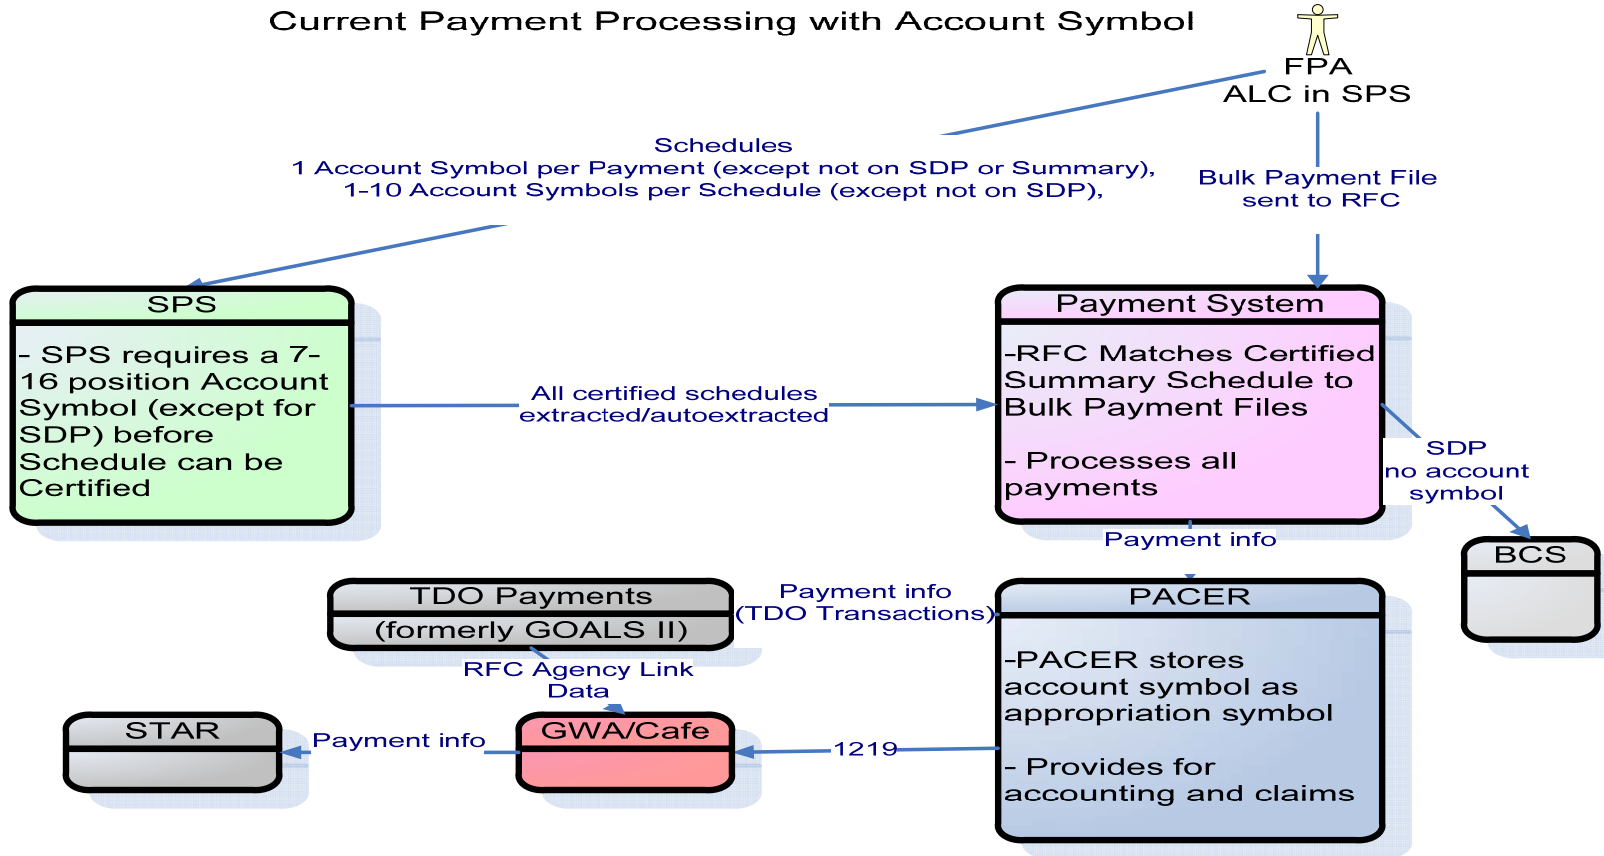 Current Payment Processing with Account Symbol
FPA
ALC in SPS
Schedules
1 Account Symbol per Payment (except not on SDP or Summary),
1-10 Account Symbols per Schedule (except not on SDP),
Bulk Payment File
sent to RFC
SPS
- SPS requires a 7-
16 position Account
Symbol (except for
SDP) before
Schedule can be
Certified
All certified schedules
extracted/autoextracted
Payment System
-RFC Matches Certified
Summary Schedule to
Bulk Payment Files
- Processes all
payments
SDP
no account
symbol
BCS
Payment info
TDO Payments
(formerly GOALS II)
Payment info
(TDO Transactions)
PACER
-PACER stores
account symbol as
appropriation symbol
- Provides for
accounting and claims
RFC Agency Link
Data
STAR
Payment info
GWA/Cafe
1219